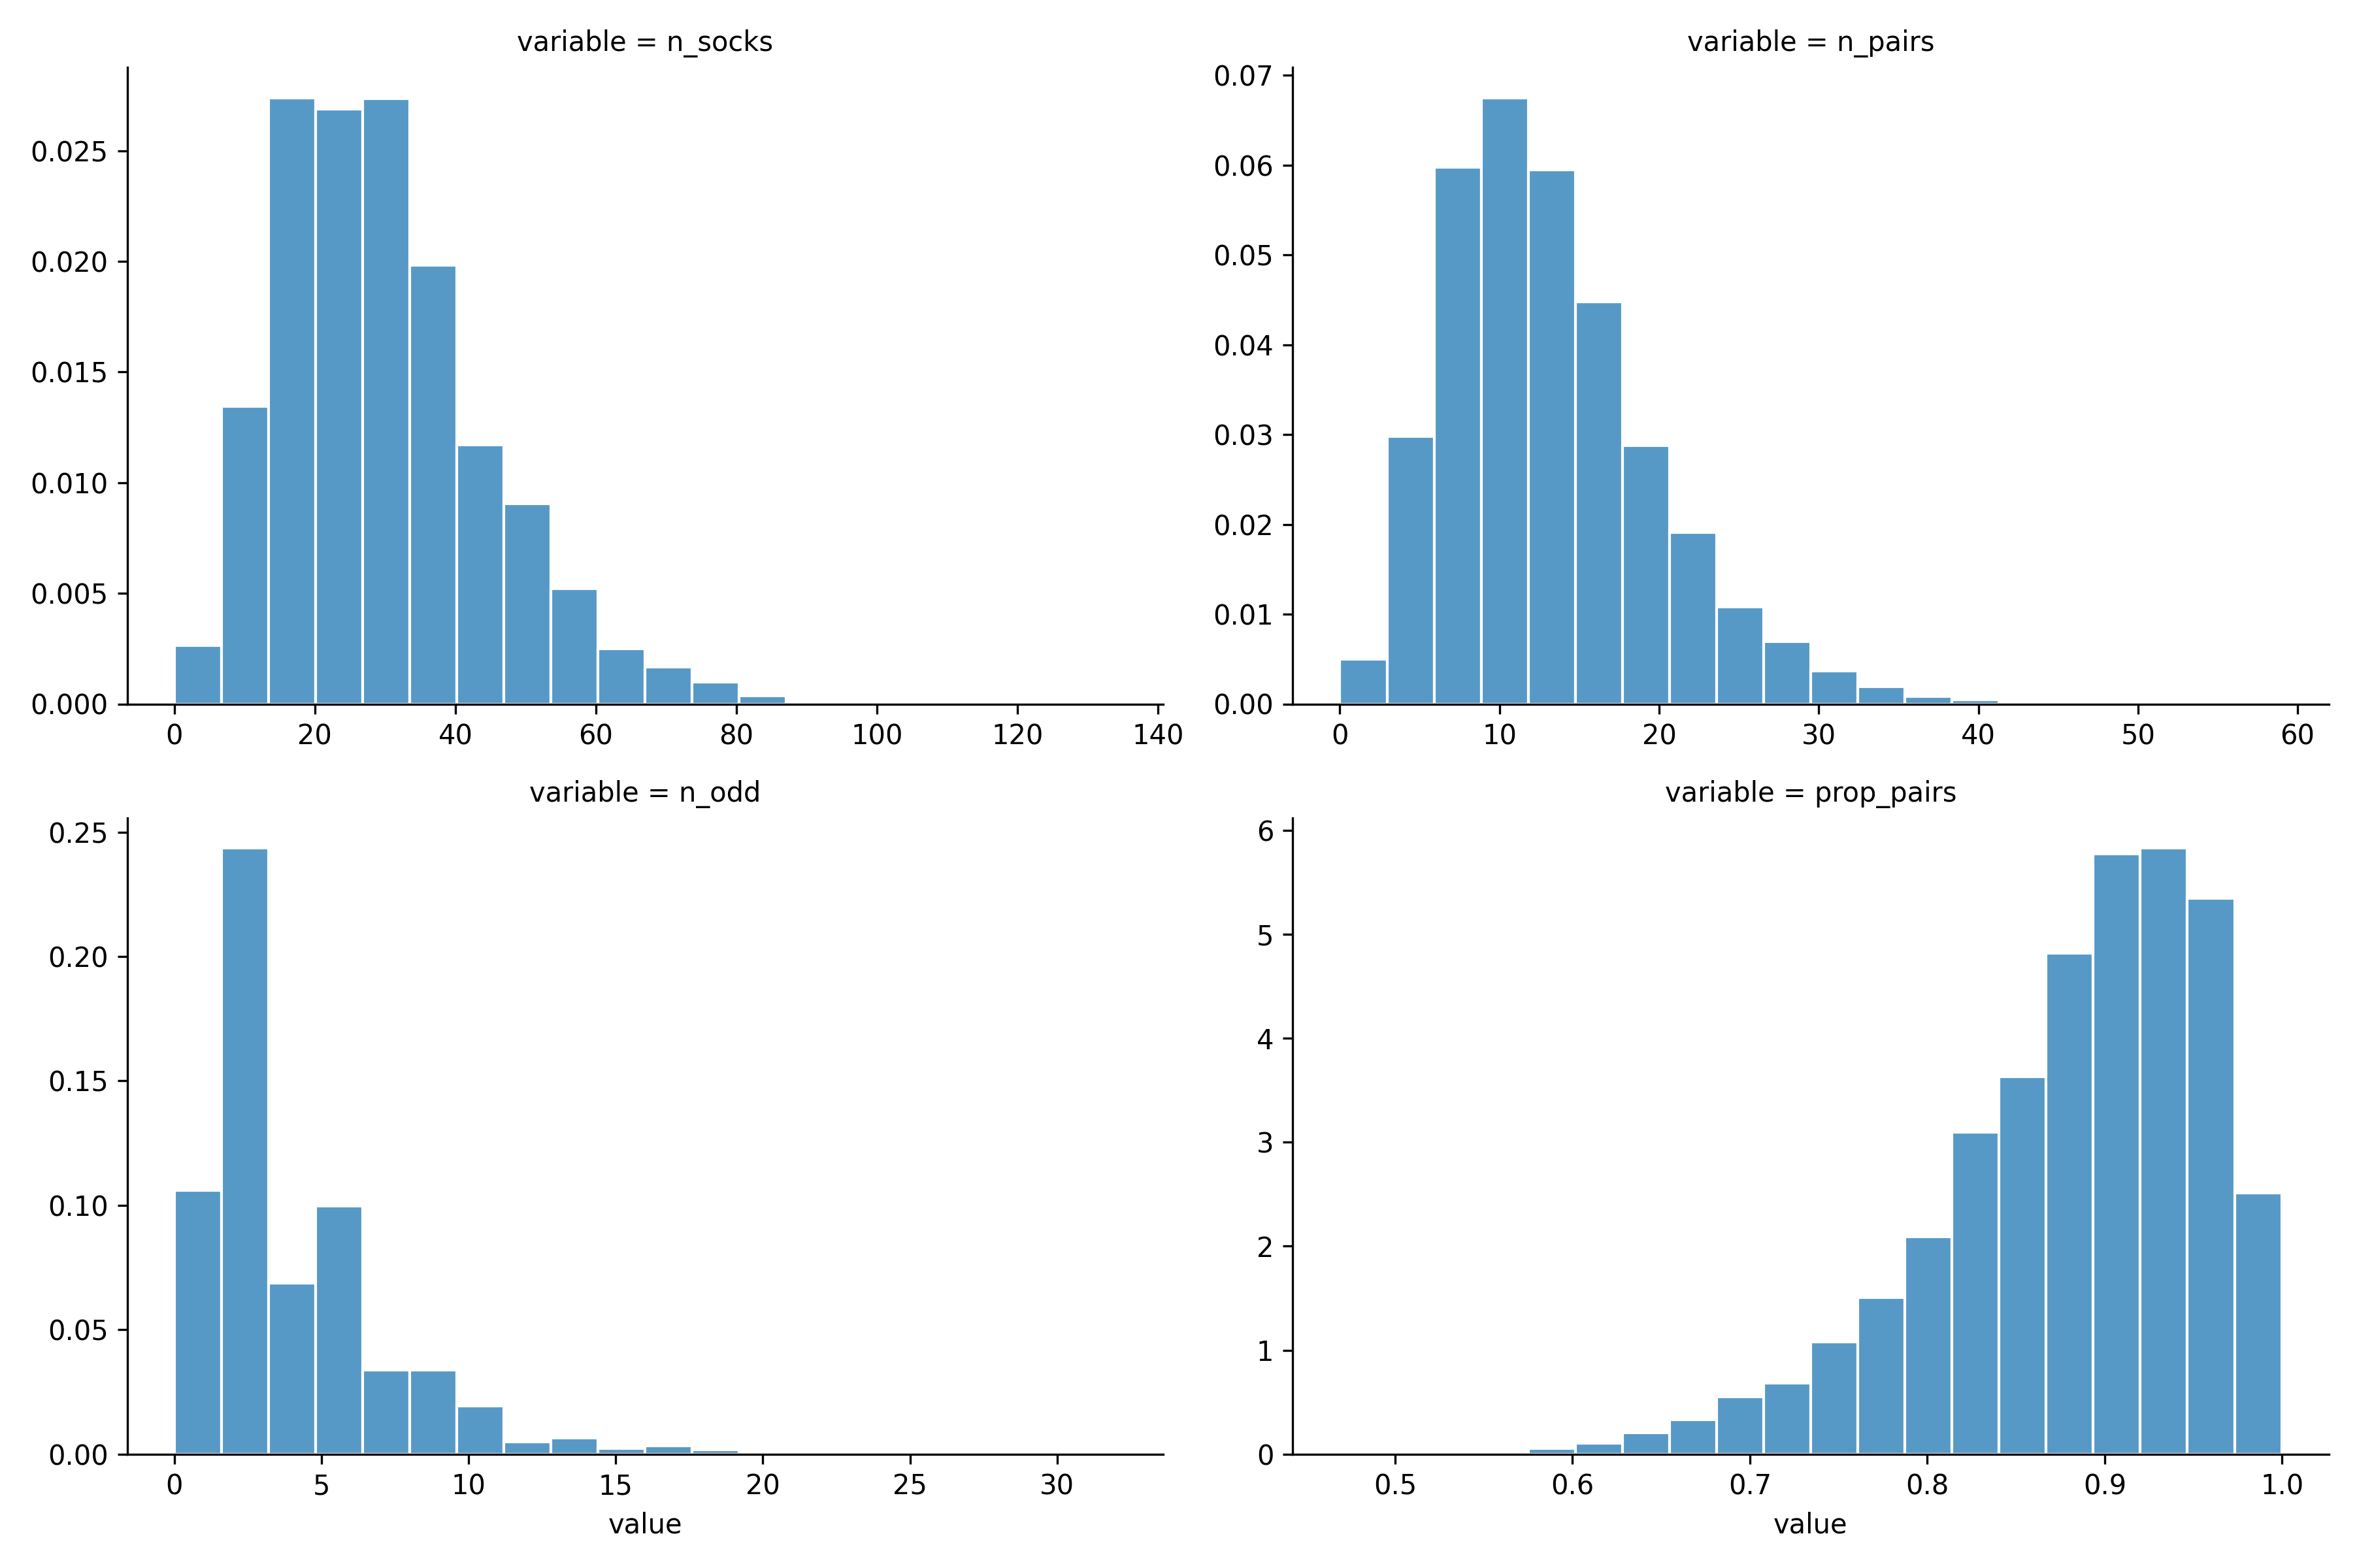 variable = n_socks
0.025
0.020
0.015
0.010
0.005
0.000
0 20 40 60 80 100 120 140
variable = n_pairs
0.07
0.06
0.05
0.04
0.03
0.02
0.01
0.00
0 10 20 30 40 50 60
variable = n_odd
0.25
0.20
0.15
0.10
0.05
0.00
0 5 10 15 20 25 30
value
variable = prop_pairs
6
5
4
3
2
1
0
0.5 0.6 0.7 0.8 0.9 1.0
value